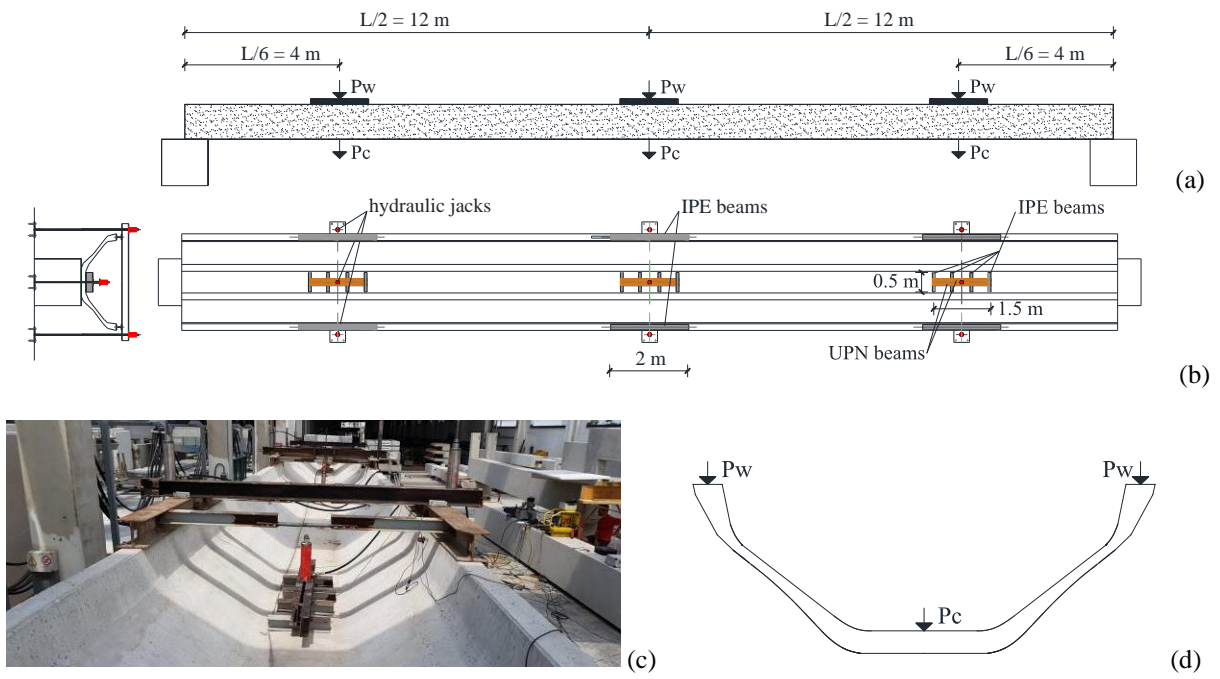 L/2 = 12 m
L/2 = 12 m
L/6 = 4 m
L/6 = 4 m
Pw
Pw
Pw
Pc
Pc
Pc
(a)
hydraulic jacks
IPE beams
IPE beams
0.5 m
1.5 m
UPN beams
2 m
(b)
(c)
Pw
Pw
Pc
(d)